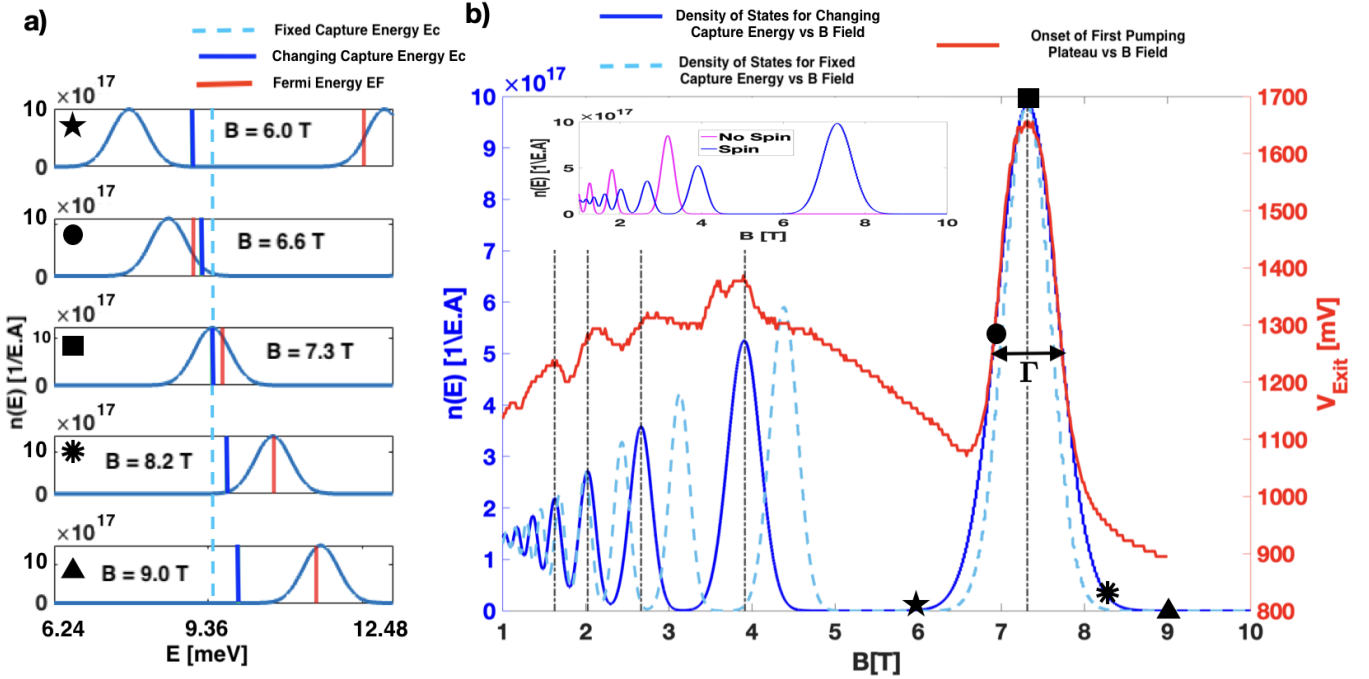 a)
Fixed Capture Energy Ec
Changing Capture Energy Ec
Fermi Energy EF
n(E) [1/E.A]
×10 17
10
0
B = 6.0 T
×10 17
10
0
B = 6.6 T
×10 17
10
0
B = 7.3 T
×10 17
10
0
B = 8.2 T
×10 17
10
0
B = 9.0 T
6.24 9.36 12.48
E [meV]
b)
Density of States for Changing
Capture Energy vs B Field
Density of States for Fixed
Capture Energy vs B Field
Onset of First Pumping
Plateau vs B Field
×10 17
n(E) [1\E.A]
10
9
8
7
6
5
4
3
2
1
0
×10 17
10
5
0
n(E) [1\E.A]
No Spin
Spin
2 4 6 8 10
B [T]
Γ
1700
1600
1500
1400
1300
1200
1100
1000
900
800
VExit [mV]
1 2 3 4 5 6 7 8 9 10
B[T]